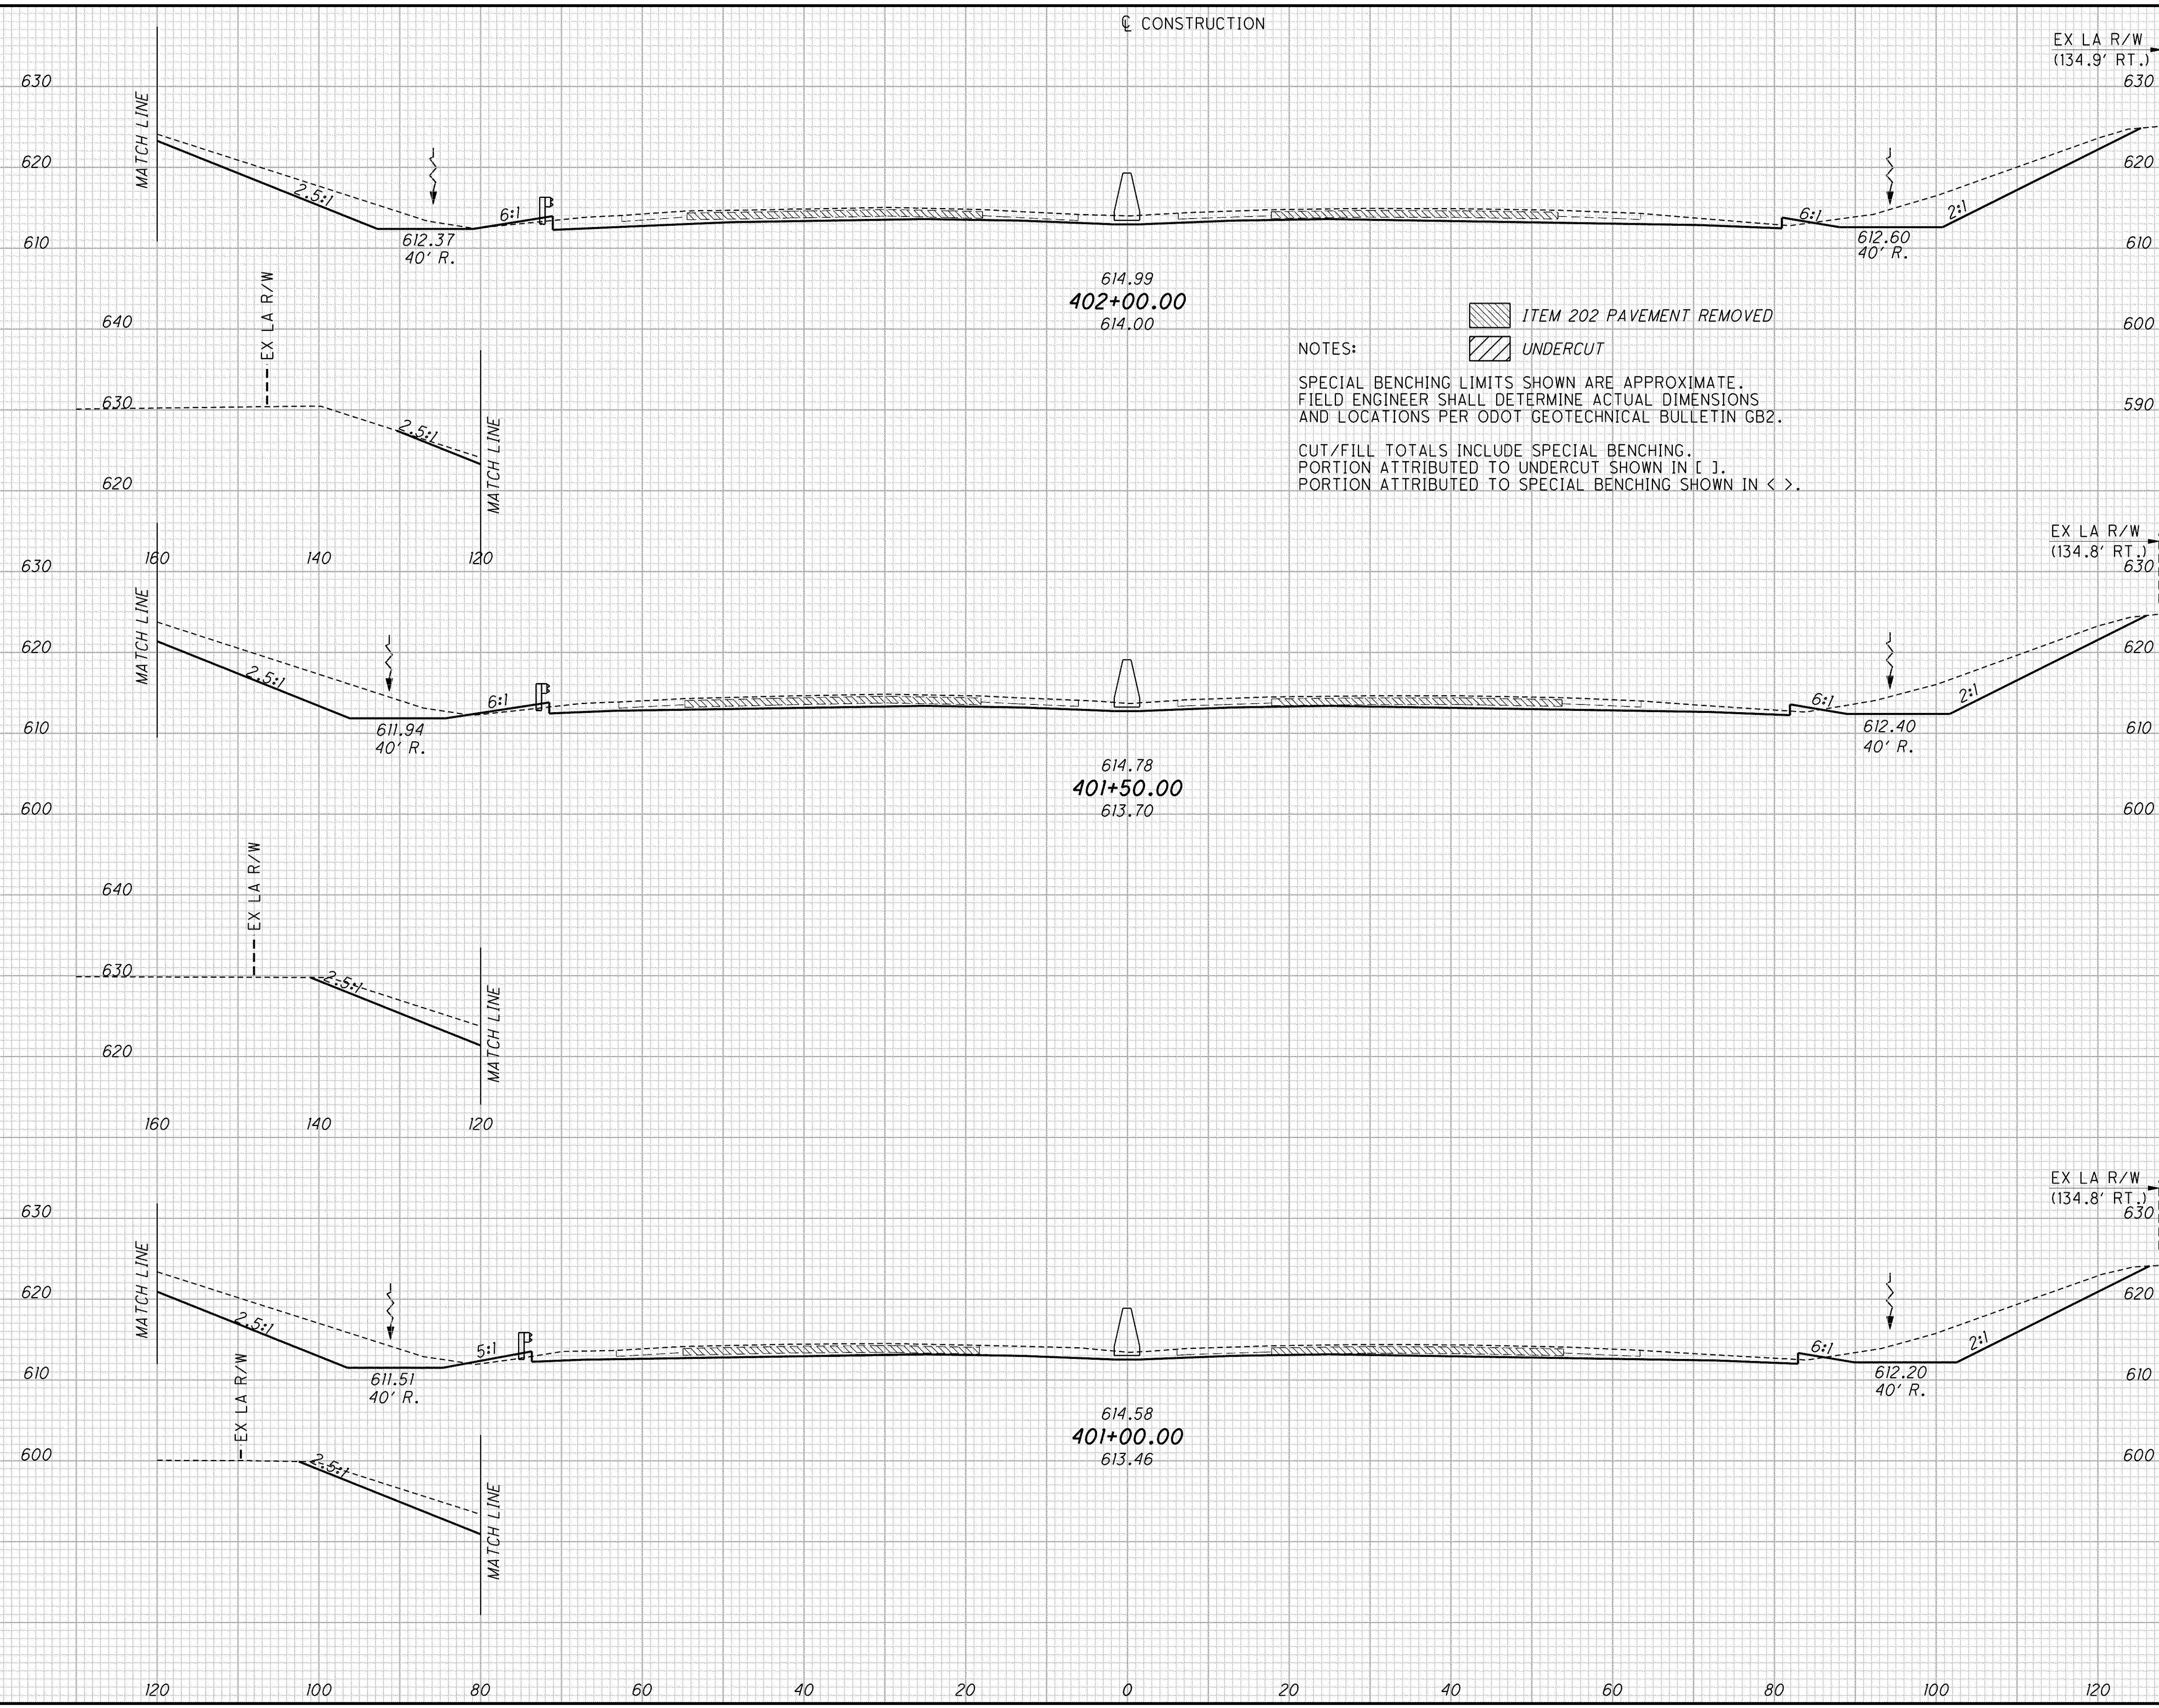 ℄ CONSTRUCTION
EX LA R/W
(134.9' RT.)
630
630
MATCH LINE
620
620
2.5:1
6:1
6:1
2:1
610
612.37
40' R.
612.60
40' R.
610
EX LA R/W
614.99
402+00.00
614.00
640
600
ITEM 202 PAVEMENT REMOVED
NOTES:
UNDERCUT
SPECIAL BENCHING LIMITS SHOWN ARE APPROXIMATE.
FIELD ENGINEER SHALL DETERMINE ACTUAL DIMENSIONS
AND LOCATIONS PER ODOT GEOTECHNICAL BULLETIN GB2.
630
590
2.5:1
MATCH LINE
CUT/FILL TOTALS INCLUDE SPECIAL BENCHING.
PORTION ATTRIBUTED TO UNDERCUT SHOWN IN [ ].
PORTION ATTRIBUTED TO SPECIAL BENCHING SHOWN IN < >.
620
160 140 120
EX LA R/W
(134.8' RT.)
630
630
MATCH LINE
620
620
2.5:1
6:1
6:1
2:1
610
611.94
40' R.
612.40
40' R.
610
614.78
401+50.00
613.70
600
600
EX LA R/W
640
630
2.5:1
MATCH LINE
620
160 140 120
EX LA R/W
(134.8' RT.)
630
630
MATCH LINE
620
620
2.5:1
5:1
6:1
2:1
610
611.51
40' R.
612.20
40' R.
610
EX LA R/W
614.58
401+00.00
613.46
600
600
2.5:1
MATCH LINE
120 100 80 60 40 20 0 20 40 60 80 100 120